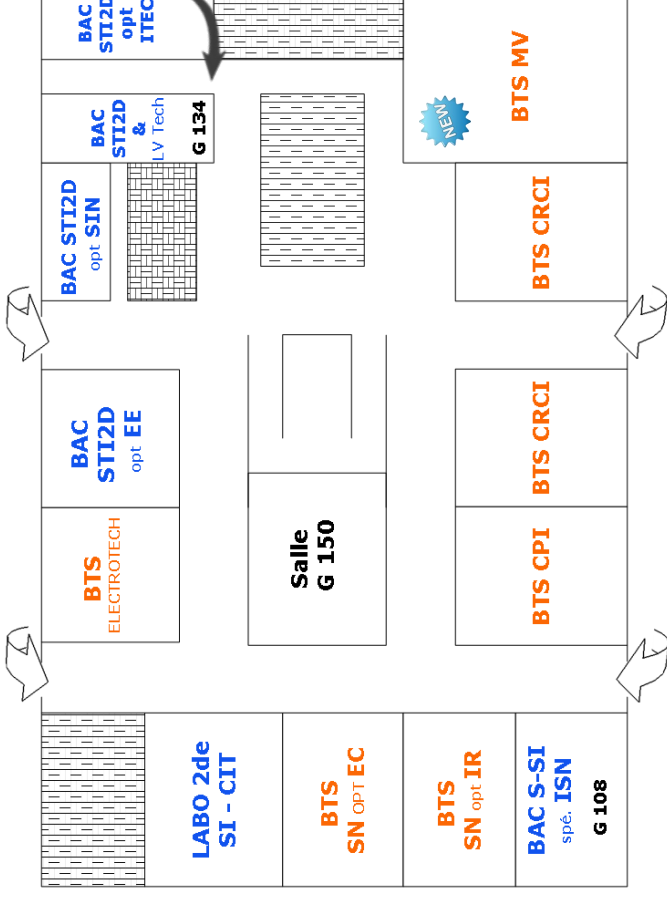 BAC
STI2D
opt
ITEC
BTS MV
NEW
BAC
STI2D
&
LV Tech
G 134
BAC STI2D
opt SIN
BTS CRCI
BAC
STI2D
opt EE
BTS CRCI
BTS
ELECTROTECH
Salle
G 150
BTS CPI
LABO 2de
SI - CIT
BTS
SN OPT EC
BTS
SN opt IR
BAC S-SI
spé. ISN
G 108